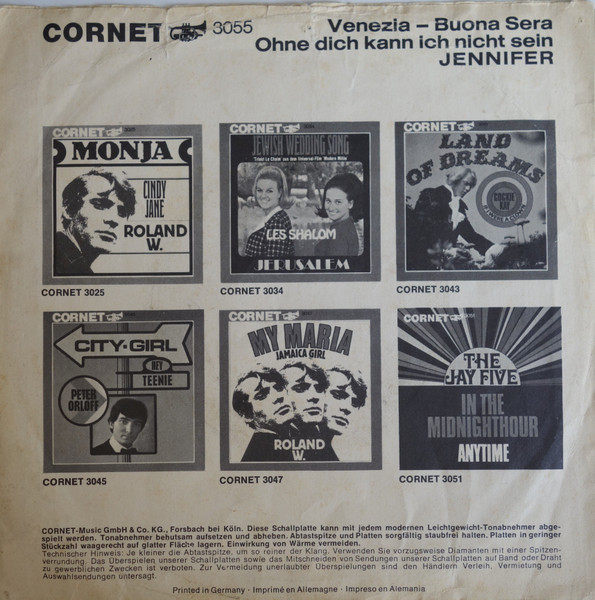 CORNET 3055
Venezia – Buona Sera
Ohne dich kann ich nicht sein
JENNIFER
CORNET
MONJA
CINDY
JANE
ROLAND
W.
CORNET 3025
CORNET
JEWISH WEDDING SONG
LES SHALOM
JERUSALEM
CORNET 3034
CORNET
LAND
OF DREAMS
CORNET 3043
CORNET
CITY-GIRL
HEY
TEENIE
PETER
ORLOFF
CORNET 3045
CORNET
MY MARIA
JAMAICA GIRL
ROLAND
W.
CORNET 3047
CORNET 3051
THE
JAY FIVE
IN THE
MIDNIGHTHOUR
ANYTIME
CORNET 3051
CORNET-Music GmbH & Co. KG., Forsbach bei Köln. Diese Schallplatte kann mit jedem modernen Leichtgewicht-Tonabnehmer abge-
spielt werden. Tonabnehmer behutsam aufsetzen und abheben. Abtastspitze und Platten sorgfältig staubfrei halten. Platten in geringer
Stückzahl waagerecht auf glatter Fläche lagern. Einwirkung von Wärme vermeiden.
Technischer Hinweis: Je kleiner die Abtastspitze, um so reiner der Klang. Verwenden Sie vorzugsweise Diamanten mit einer Spitzen-
verrundung. Das Überspielen unserer Schallplatten sowie das Mitschneiden von Sendungen unserer Schallplatten auf Band oder Draht
zu gewerblichen Zwecken ist verboten. Zur Vermeidung unerlaubter Überspielungen sind den Händlern Verleih, Vermietung und
Auswahlsendungen untersagt.
Printed in Germany · Imprimé en Allemagne · Impreso en Alemania